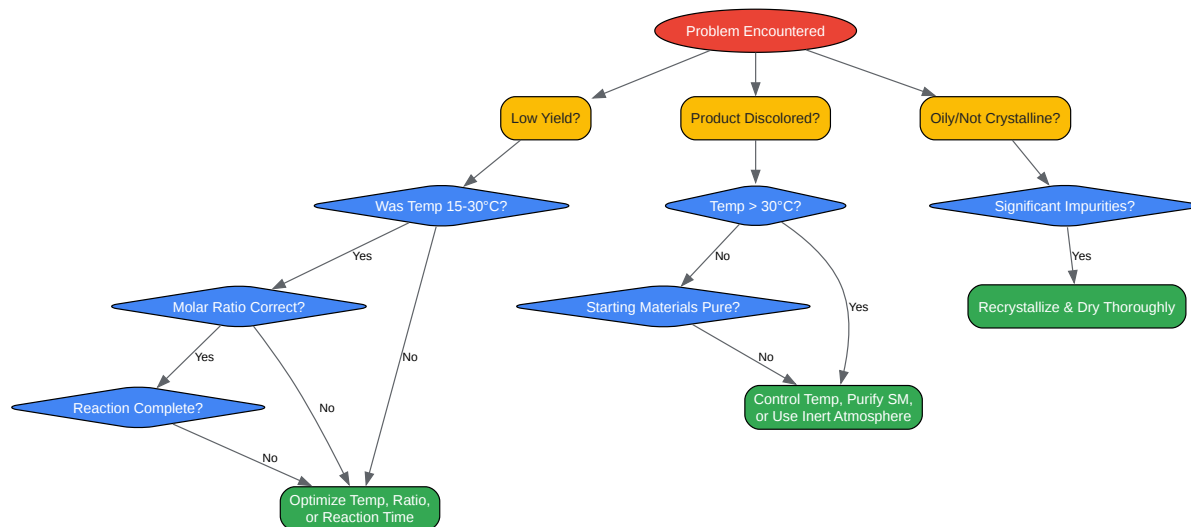 Problem Encountered
Low Yield?
Product Discolored?
Oily/Not Crystalline?
Was Temp 15-30°C?
Temp > 30°C?
Significant Impurities?
Yes
No
Yes
Molar Ratio Correct?
Starting Materials Pure?
Recrystallize & Dry Thoroughly
Yes
Yes
No
No
Reaction Complete?
No
Control Temp, Purify SM,
or Use Inert Atmosphere
No
Optimize Temp, Ratio,
or Reaction Time